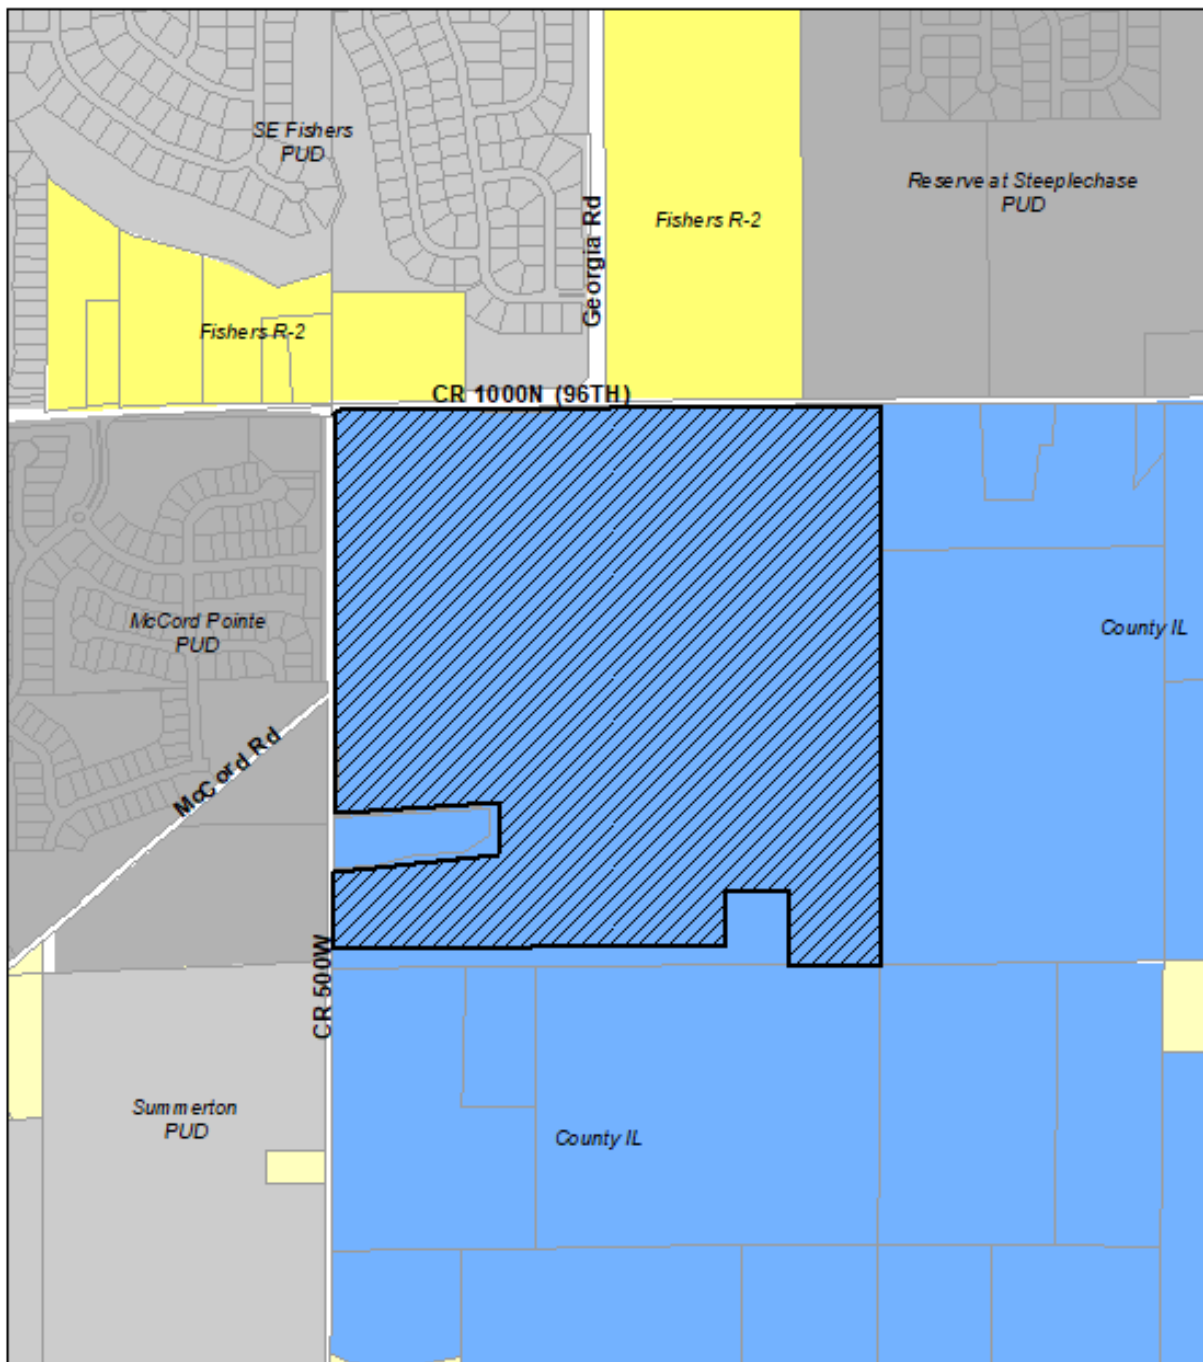 SE Fishers
PUD
Reserve at Steeplechase
PUD
Georgia Rd
Fishers R-2
Fishers R-2
CR 1000N (96TH)
McCord Pointe
PUD
County IL
McCord Rd
CR 500W
Summerton
PUD
County IL